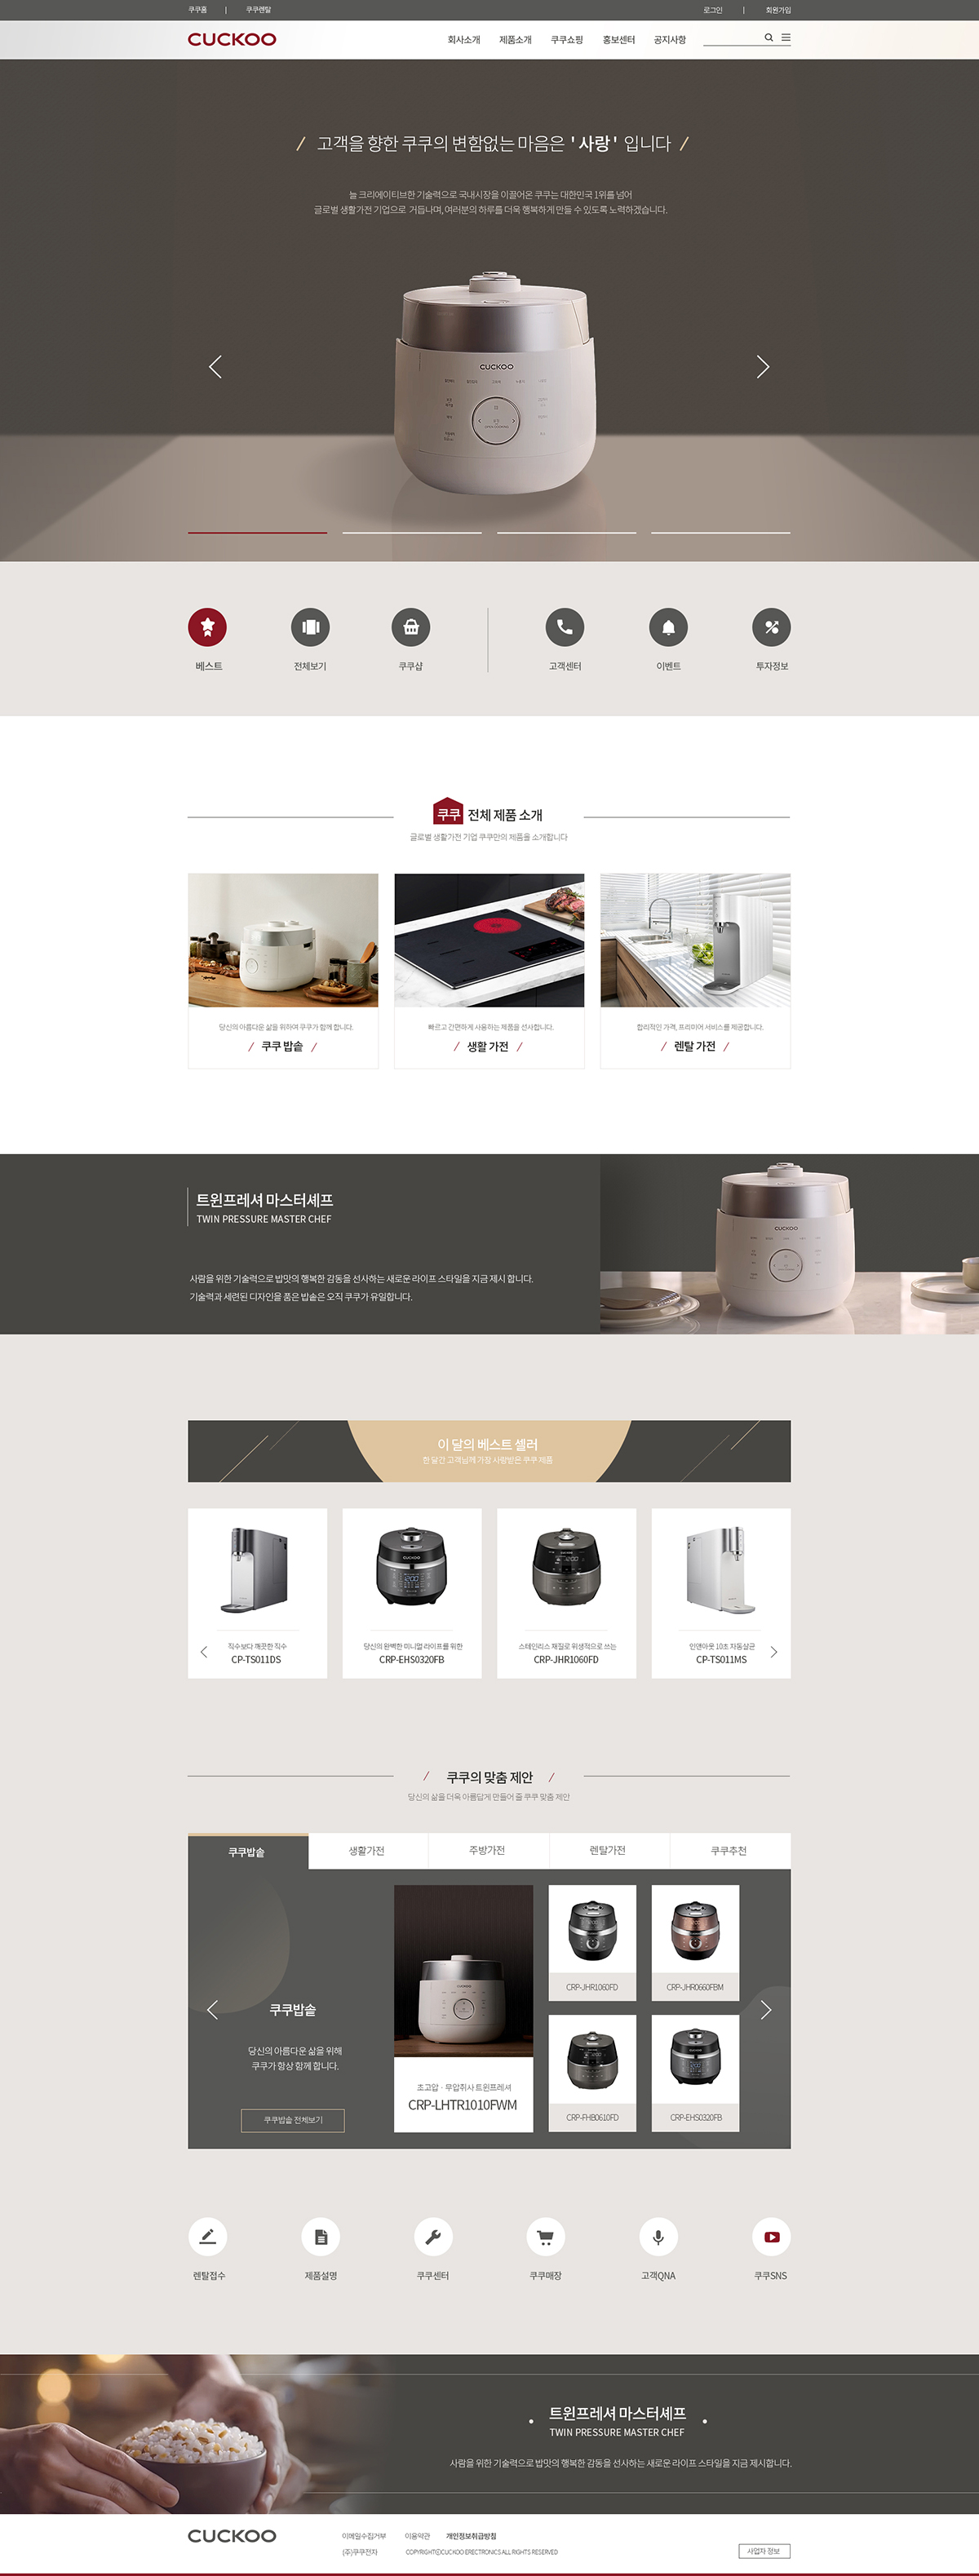 쿠쿠홈 | 쿠쿠렌탈
로그인 | 회원가입
CUCKOO
회사소개 제품소개 쿠쿠쇼핑 홍보센터 공지사항
고객을 향한 쿠쿠의 변함없는 마음은 '사랑' 입니다
늘 크리에이티브한 기술력으로 국내시장을 이끌어온 쿠쿠는 대한민국 1위를 넘어
글로벌 생활가전 기업으로 거듭나며, 여러분의 하루를 더욱 행복하게 만들 수 있도록 노력하겠습니다.
CUCKOO
베스트 전체보기 쿠쿠샵 고객센터 이벤트 투자정보
쿠쿠 전체 제품 소개
글로벌 생활가전 기업 쿠쿠만의 제품을 소개합니다
당신의 아름다운 삶을 위하여 쿠쿠가 함께 합니다.
쿠쿠 밥솥
빠르고 간편하게 사용하는 제품을 선사합니다.
생활 가전
합리적인 가격, 프리미어 서비스를 제공합니다.
렌탈 가전
트윈프레셔 마스터셰프
TWIN PRESSURE MASTER CHEF
사람을 위한 기술력으로 밥맛의 행복한 감동을 선사하는 새로운 라이프 스타일을 지금 제시 합니다.
기술력과 세련된 디자인을 품은 밥솥은 오직 쿠쿠가 유일합니다.
CUCKOO
이 달의 베스트 셀러
한 달간 고객님께 가장 사랑받은 쿠쿠 제품
CUCKOO
직수보다 깨끗한 직수
CP-TS011DS
당신의 완벽한 미니멀 라이프를 위한
CRP-EHS0320FB
스테인리스 재질로 위생적으로 쓰는
CRP-JHR1060FD
인앤아웃 10초 자동살균
CP-TS011MS
쿠쿠의 맞춤 제안
당신의 삶을 더욱 아름답게 만들어 줄 쿠쿠 맞춤 제안
쿠쿠밥솥 생활가전 주방가전 렌탈가전 쿠쿠추천
쿠쿠밥솥
당신의 아름다운 삶을 위해
쿠쿠가 항상 함께 합니다.
쿠쿠밥솥 전체보기
초고압 · 무압취사 트윈프레셔
CRP-LHTR1010FWM
CRP-JHR1060FD
CRP-JHR0660FBM
CRP-FHB0610FD
CRP-EHS0320FB
렌탈접수 제품설명 쿠쿠센터 쿠쿠매장 고객QNA 쿠쿠SNS
트윈프레셔 마스터셰프
TWIN PRESSURE MASTER CHEF
사람을 위한 기술력으로 밥맛의 행복한 감동을 선사하는 새로운 라이프 스타일을 지금 제시합니다.
CUCKOO
이메일수집거부 이용약관 개인정보취급방침
(주)쿠쿠전자 COPYRIGHTⓒCUCKOO ERECTRONICS ALL RIGHTS RESERVED
사업자 정보